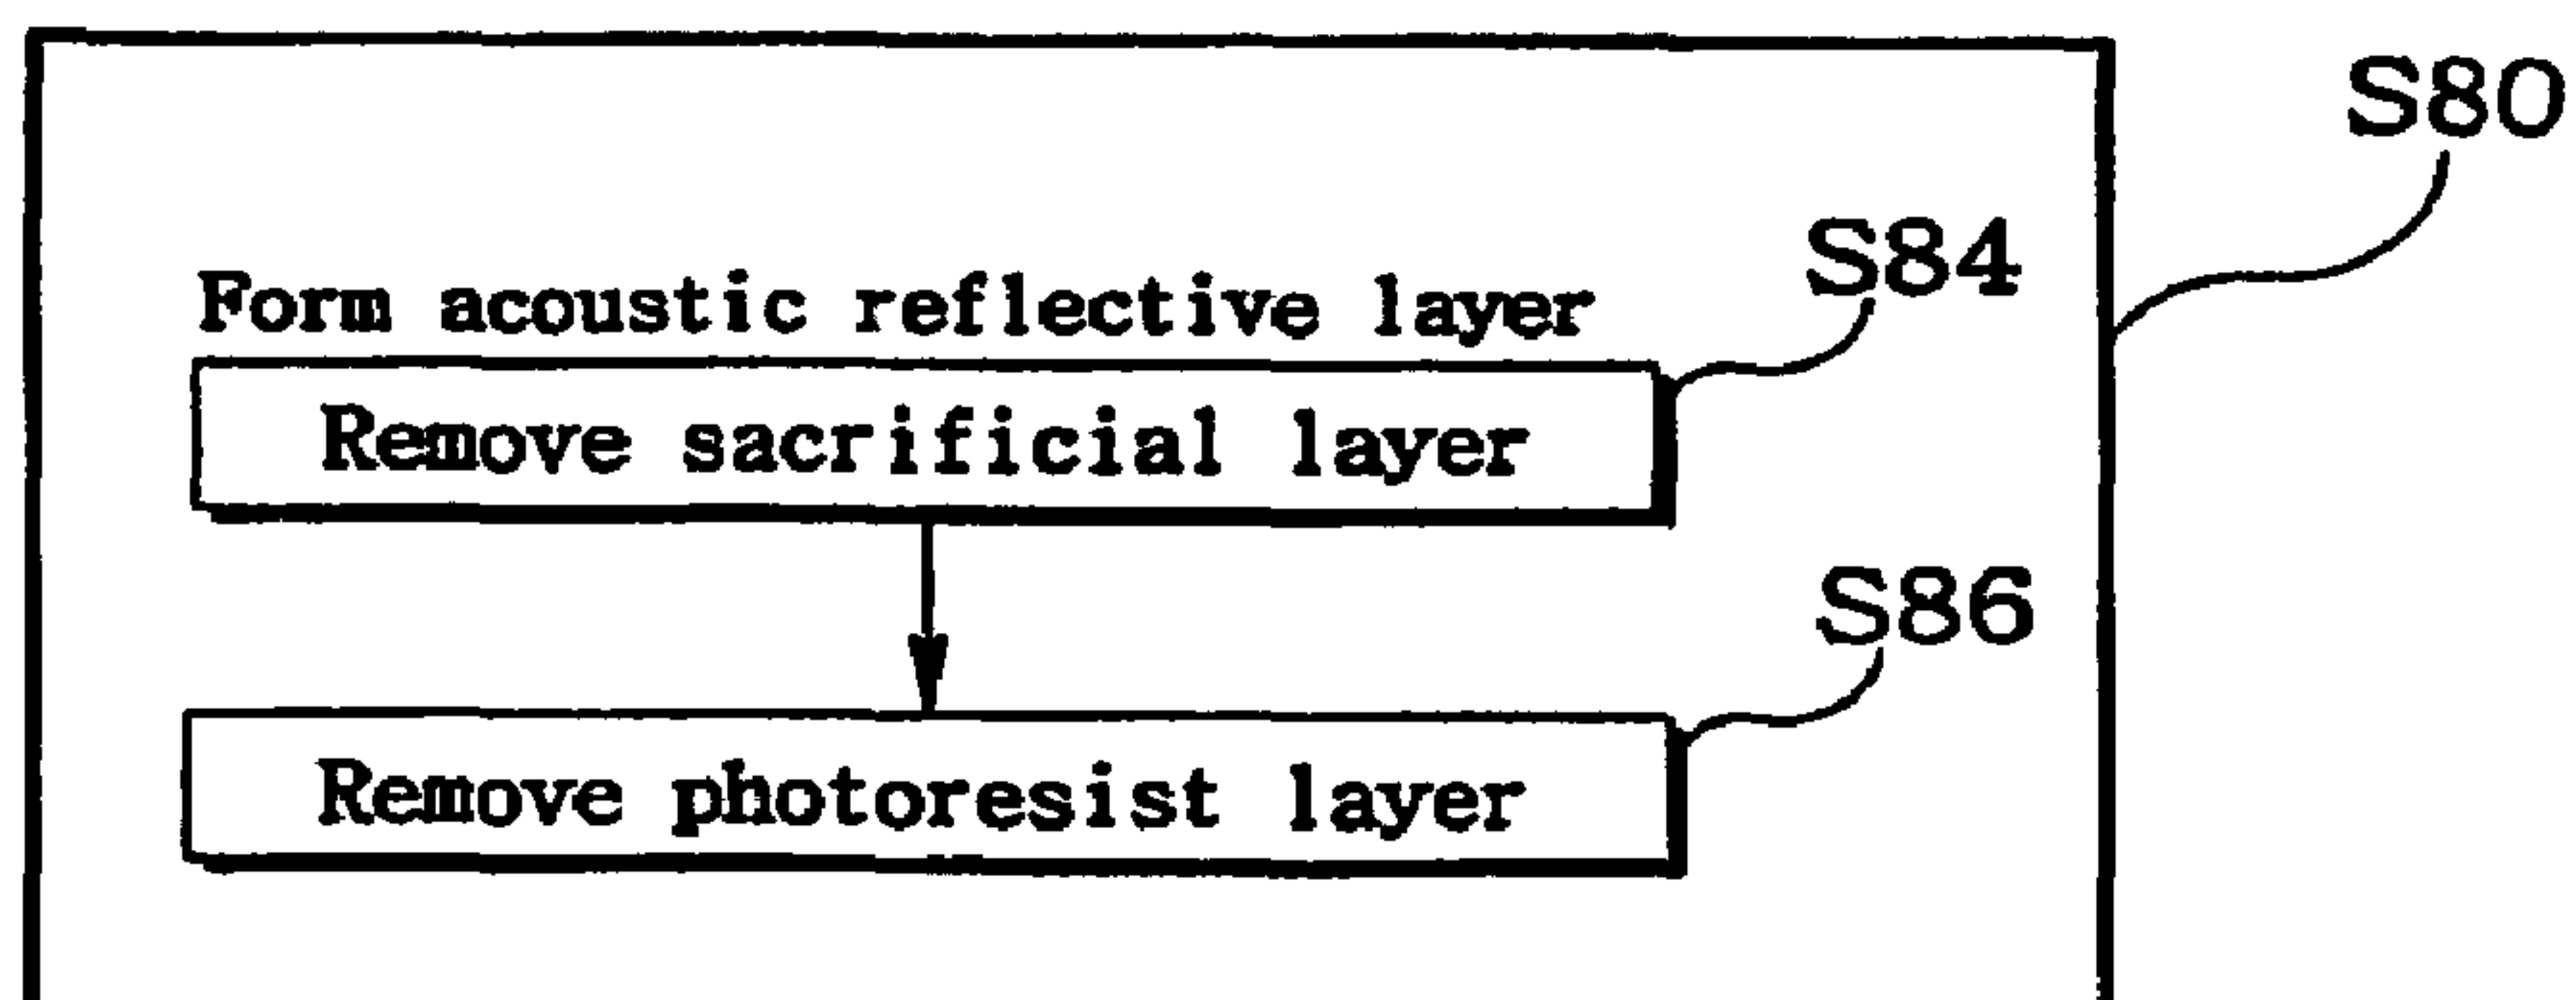 S80
S84
Form acoustic reflective layer
Remove sacrificial layer
S86
Remove photoresist layer